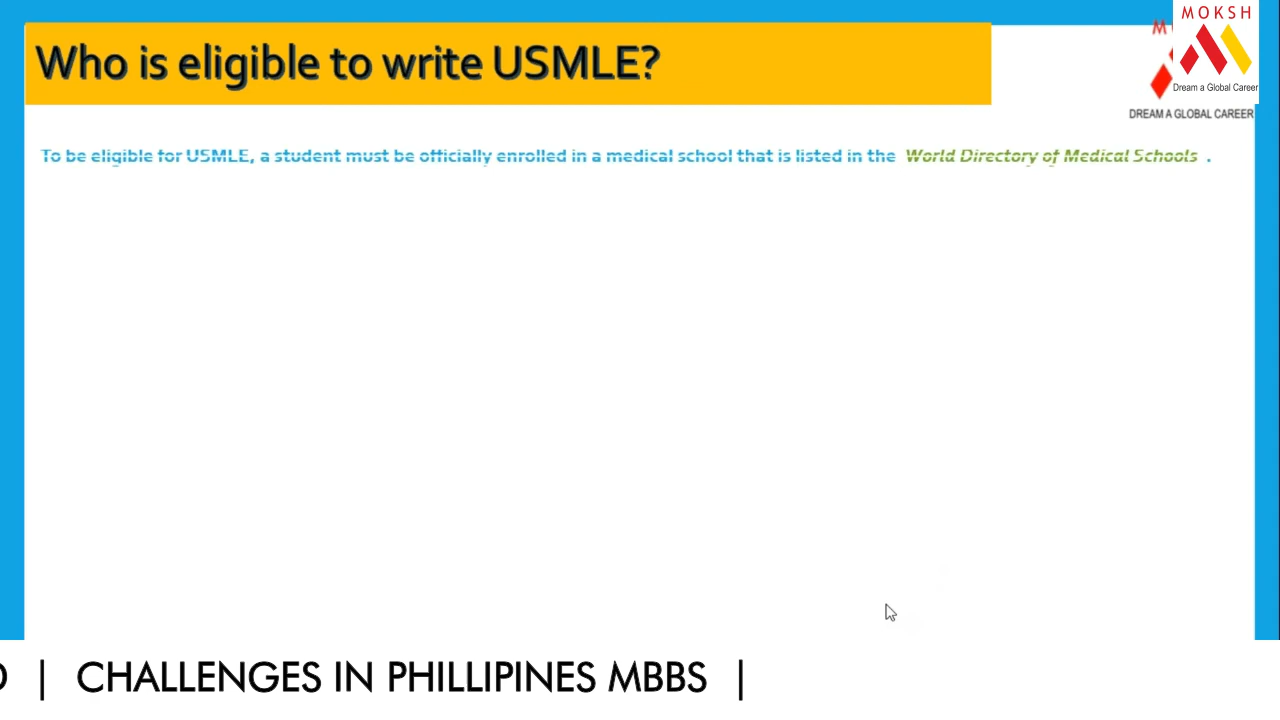 MOKSH
Who is eligible to write USMLE?
M
Dream a Global Career
DREAM A GLOBAL CAREER
To be eligible for USMLE, a student must be officially enrolled in a medical school that is listed in the World Directory of Medical Schools .
| CHALLENGES IN PHILLIPINES MBBS |